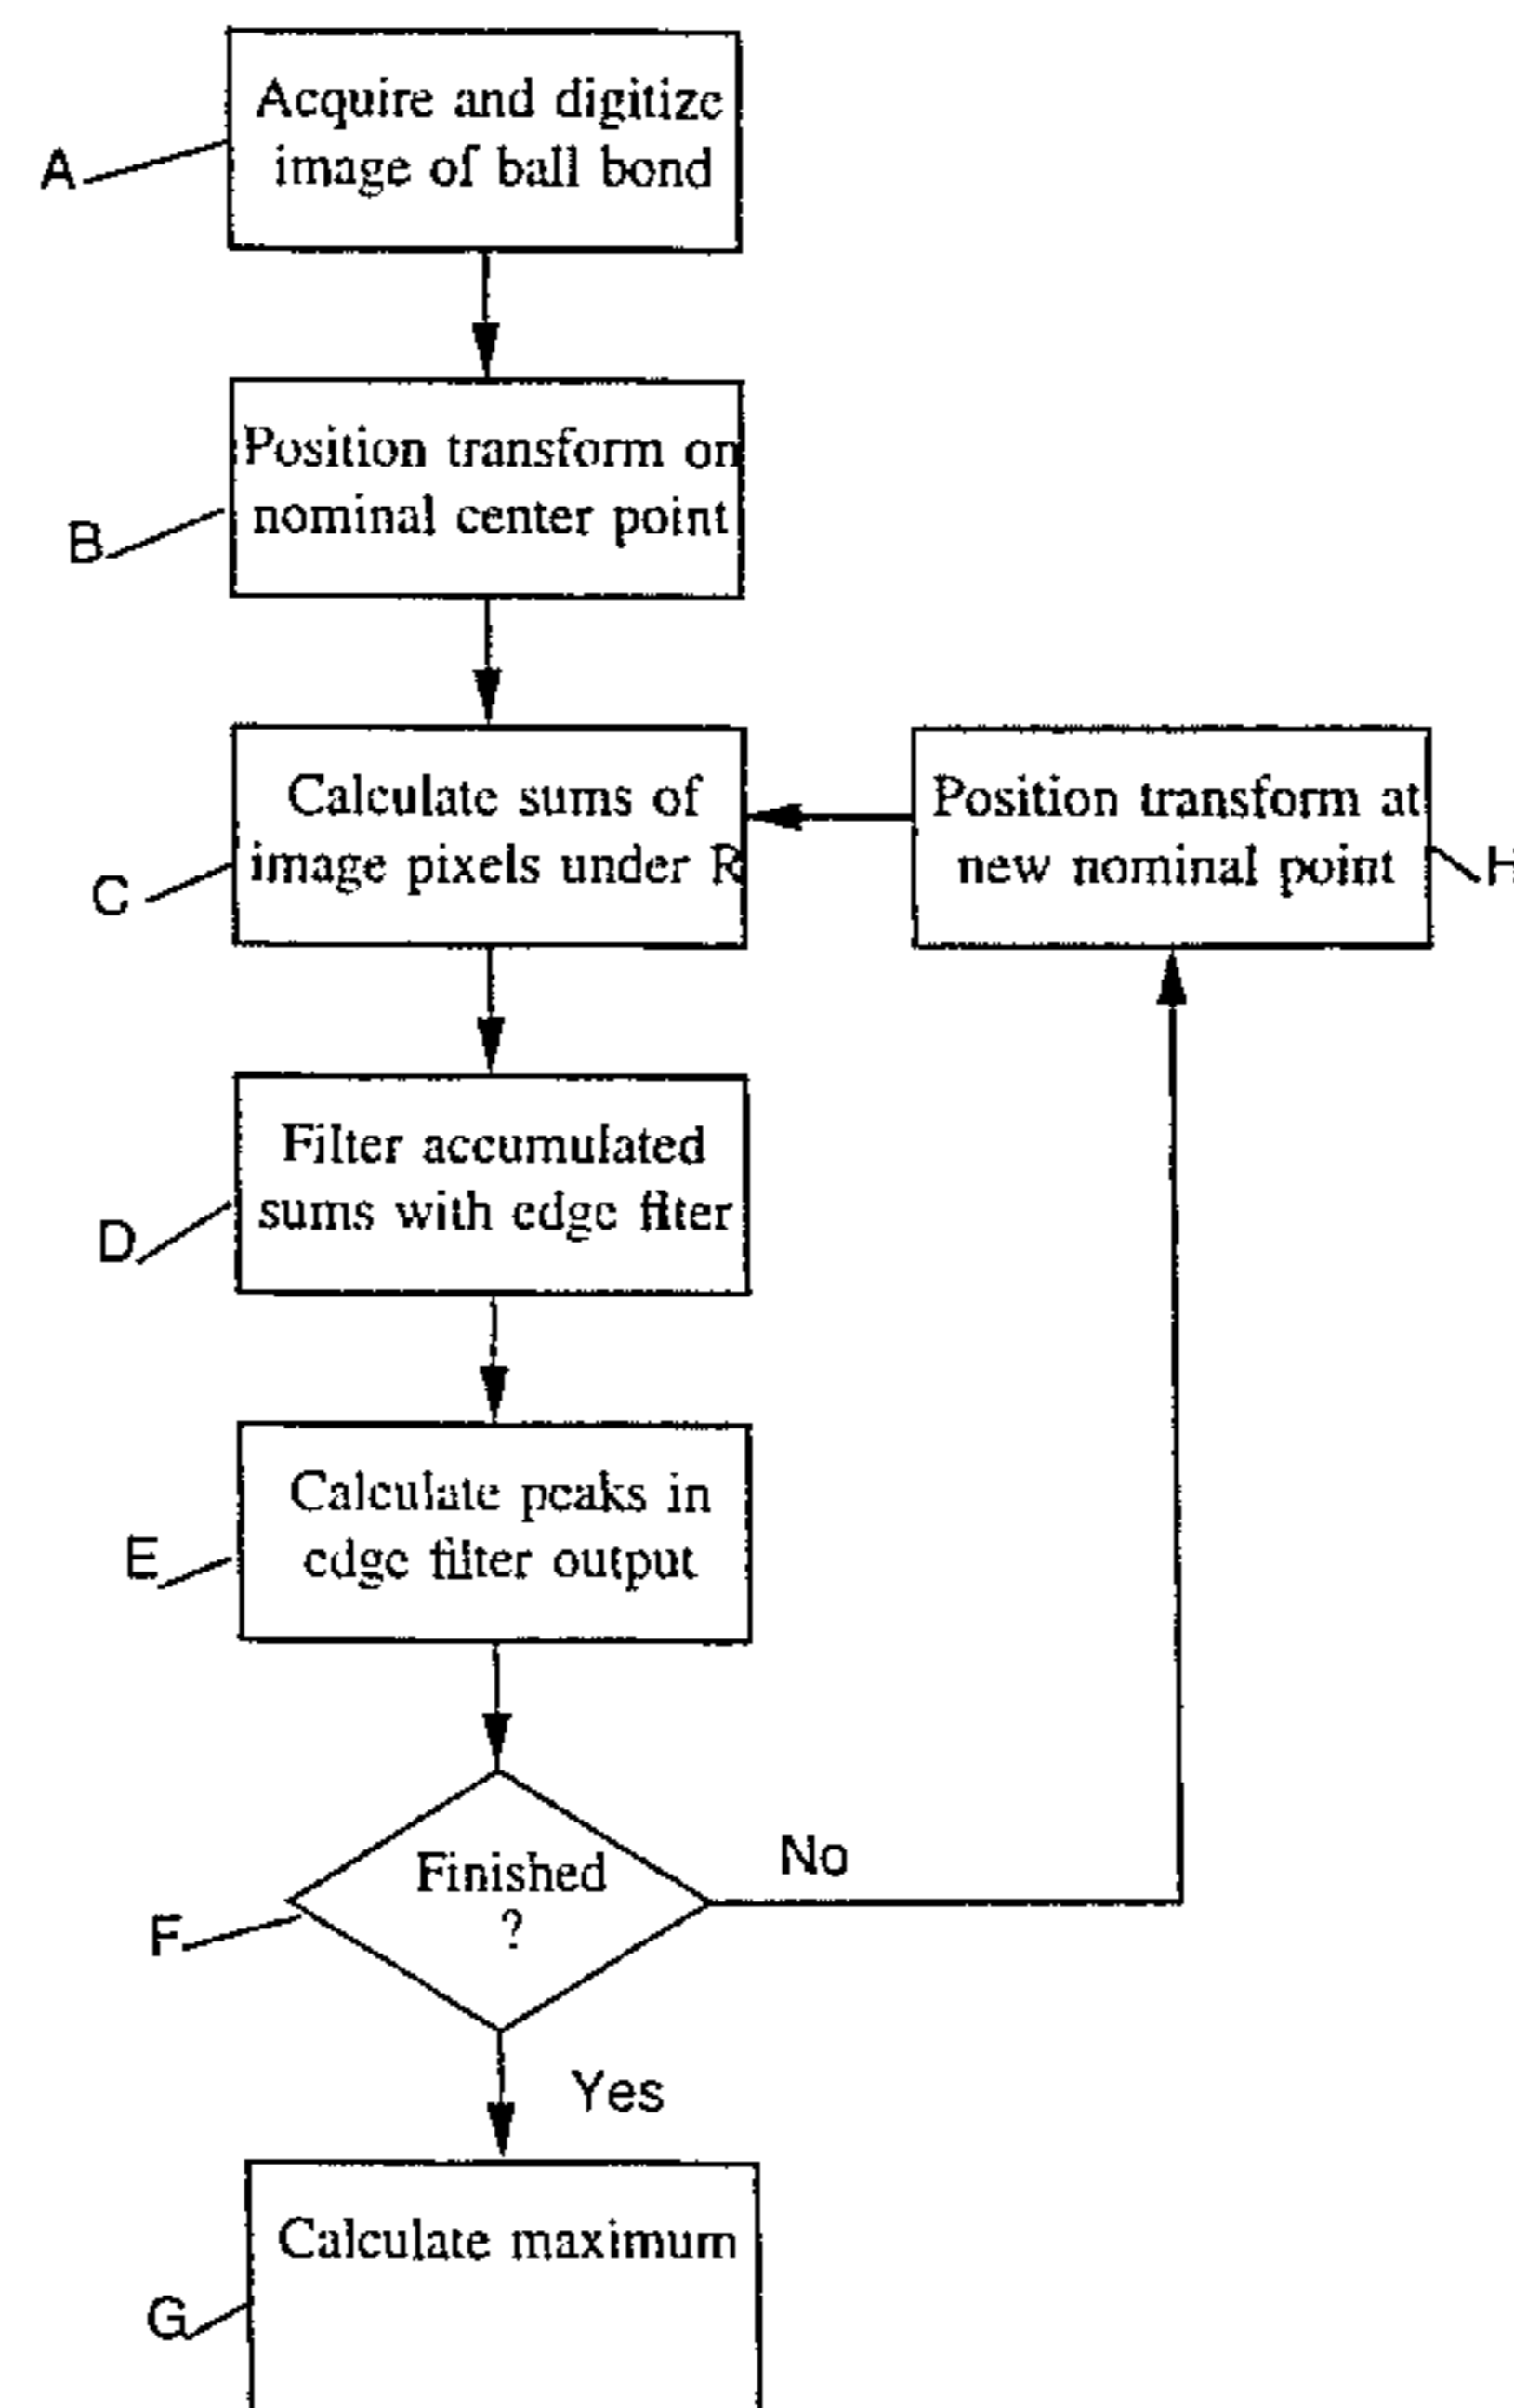 Acquire and digitize
image of ball bond
A
Position transform on
nominal center point
B
Calculate sums of
image pixels under R
C
Position transform at
new nominal point
H
Filter accumulated
sums with edge filter
D
Calculate peaks in
edge filter output
E
Finished
?
No
F
Yes
Calculate maximum
G